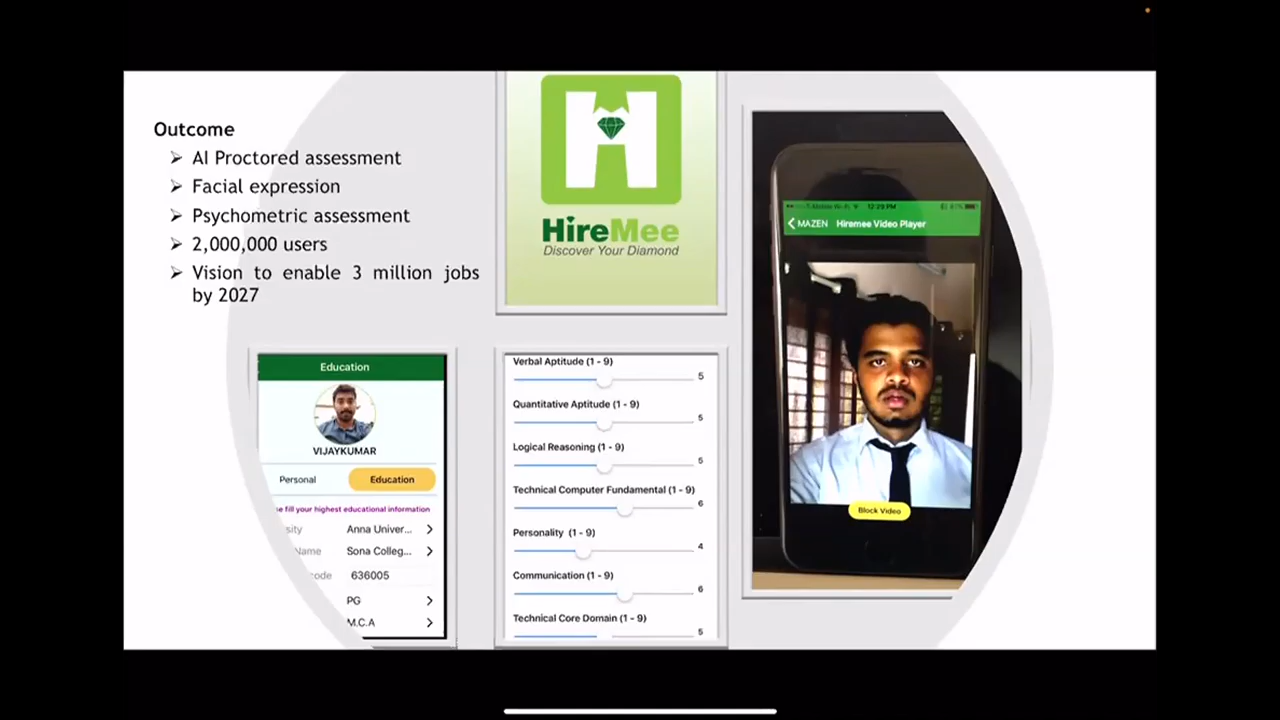 Outcome
➢ AI Proctored assessment
➢ Facial expression
➢ Psychometric assessment
➢ 2,000,000 users
➢ Vision to enable 3 million jobs
by 2027
H
HireMee
Discover Your Diamond
Education
VIJAYKUMAR
Personal Education
e fill your highest educational information
sity Anna Univer...
Name Sona Colleg...
code 636005
PG
M.C.A
Verbal Aptitude (1 - 9)
5
Quantitative Aptitude (1 - 9)
5
Logical Reasoning (1 - 9)
5
Technical Computer Fundamental (1 - 9)
6
Personality (1 - 9)
4
Communication (1 - 9)
6
Technical Core Domain (1 - 9)
5
12:29 PM
MAZEN Hiremee Video Player
Block Video